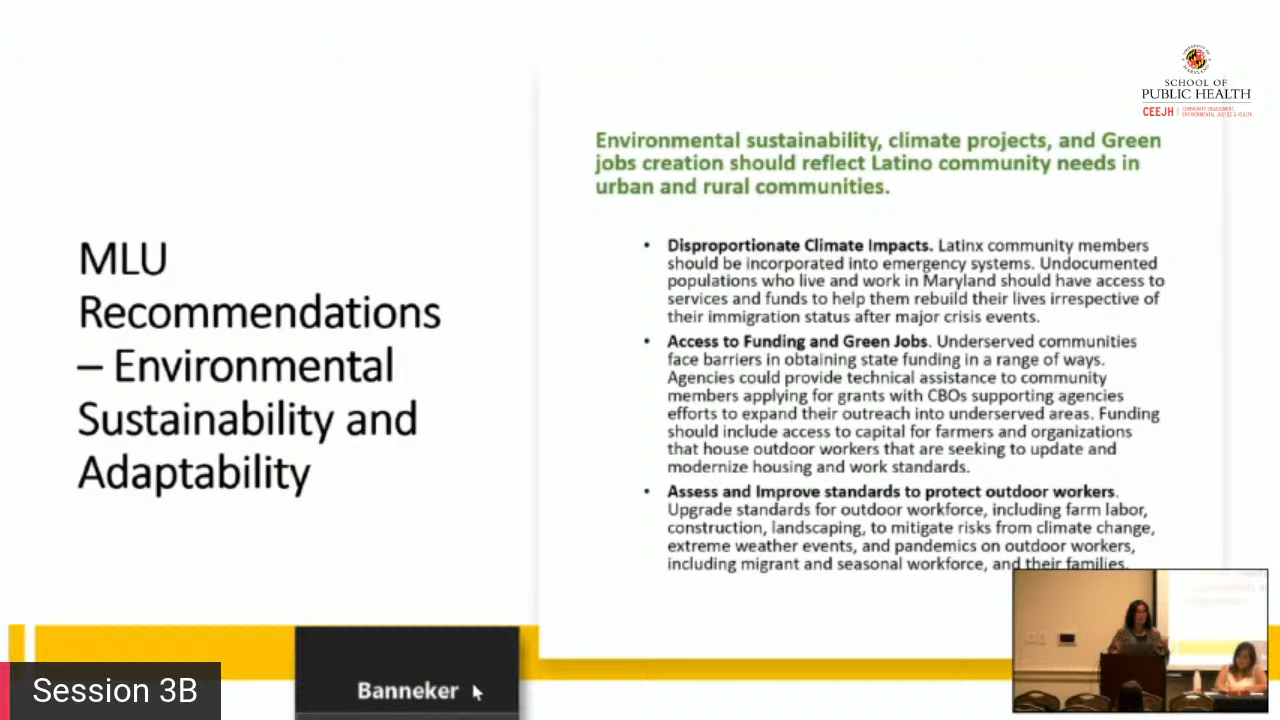 SCHOOL OF
PUBLIC HEALTH
CEEJH
COMMUNITY ENGAGEMENT,
ENVIRONMENTAL JUSTICE & HEALTH
Environmental sustainability, climate projects, and Green
jobs creation should reflect Latino community needs in
urban and rural communities.
MLU
Recommendations
– Environmental
Sustainability and
Adaptability
• Disproportionate Climate Impacts. Latinx community members
should be incorporated into emergency systems. Undocumented
populations who live and work in Maryland should have access to
services and funds to help them rebuild their lives irrespective of
their immigration status after major crisis events.
• Access to Funding and Green Jobs. Underserved communities
face barriers in obtaining state funding in a range of ways.
Agencies could provide technical assistance to community
members applying for grants with CBOs supporting agencies
efforts to expand their outreach into underserved areas. Funding
should include access to capital for farmers and organizations
that house outdoor workers that are seeking to update and
modernize housing and work standards.
• Assess and Improve standards to protect outdoor workers.
Upgrade standards for outdoor workforce, including farm labor,
construction, landscaping, to mitigate risks from climate change,
extreme weather events, and pandemics on outdoor workers,
including migrant and seasonal workforce, and their families.
Session 3B
Banneker